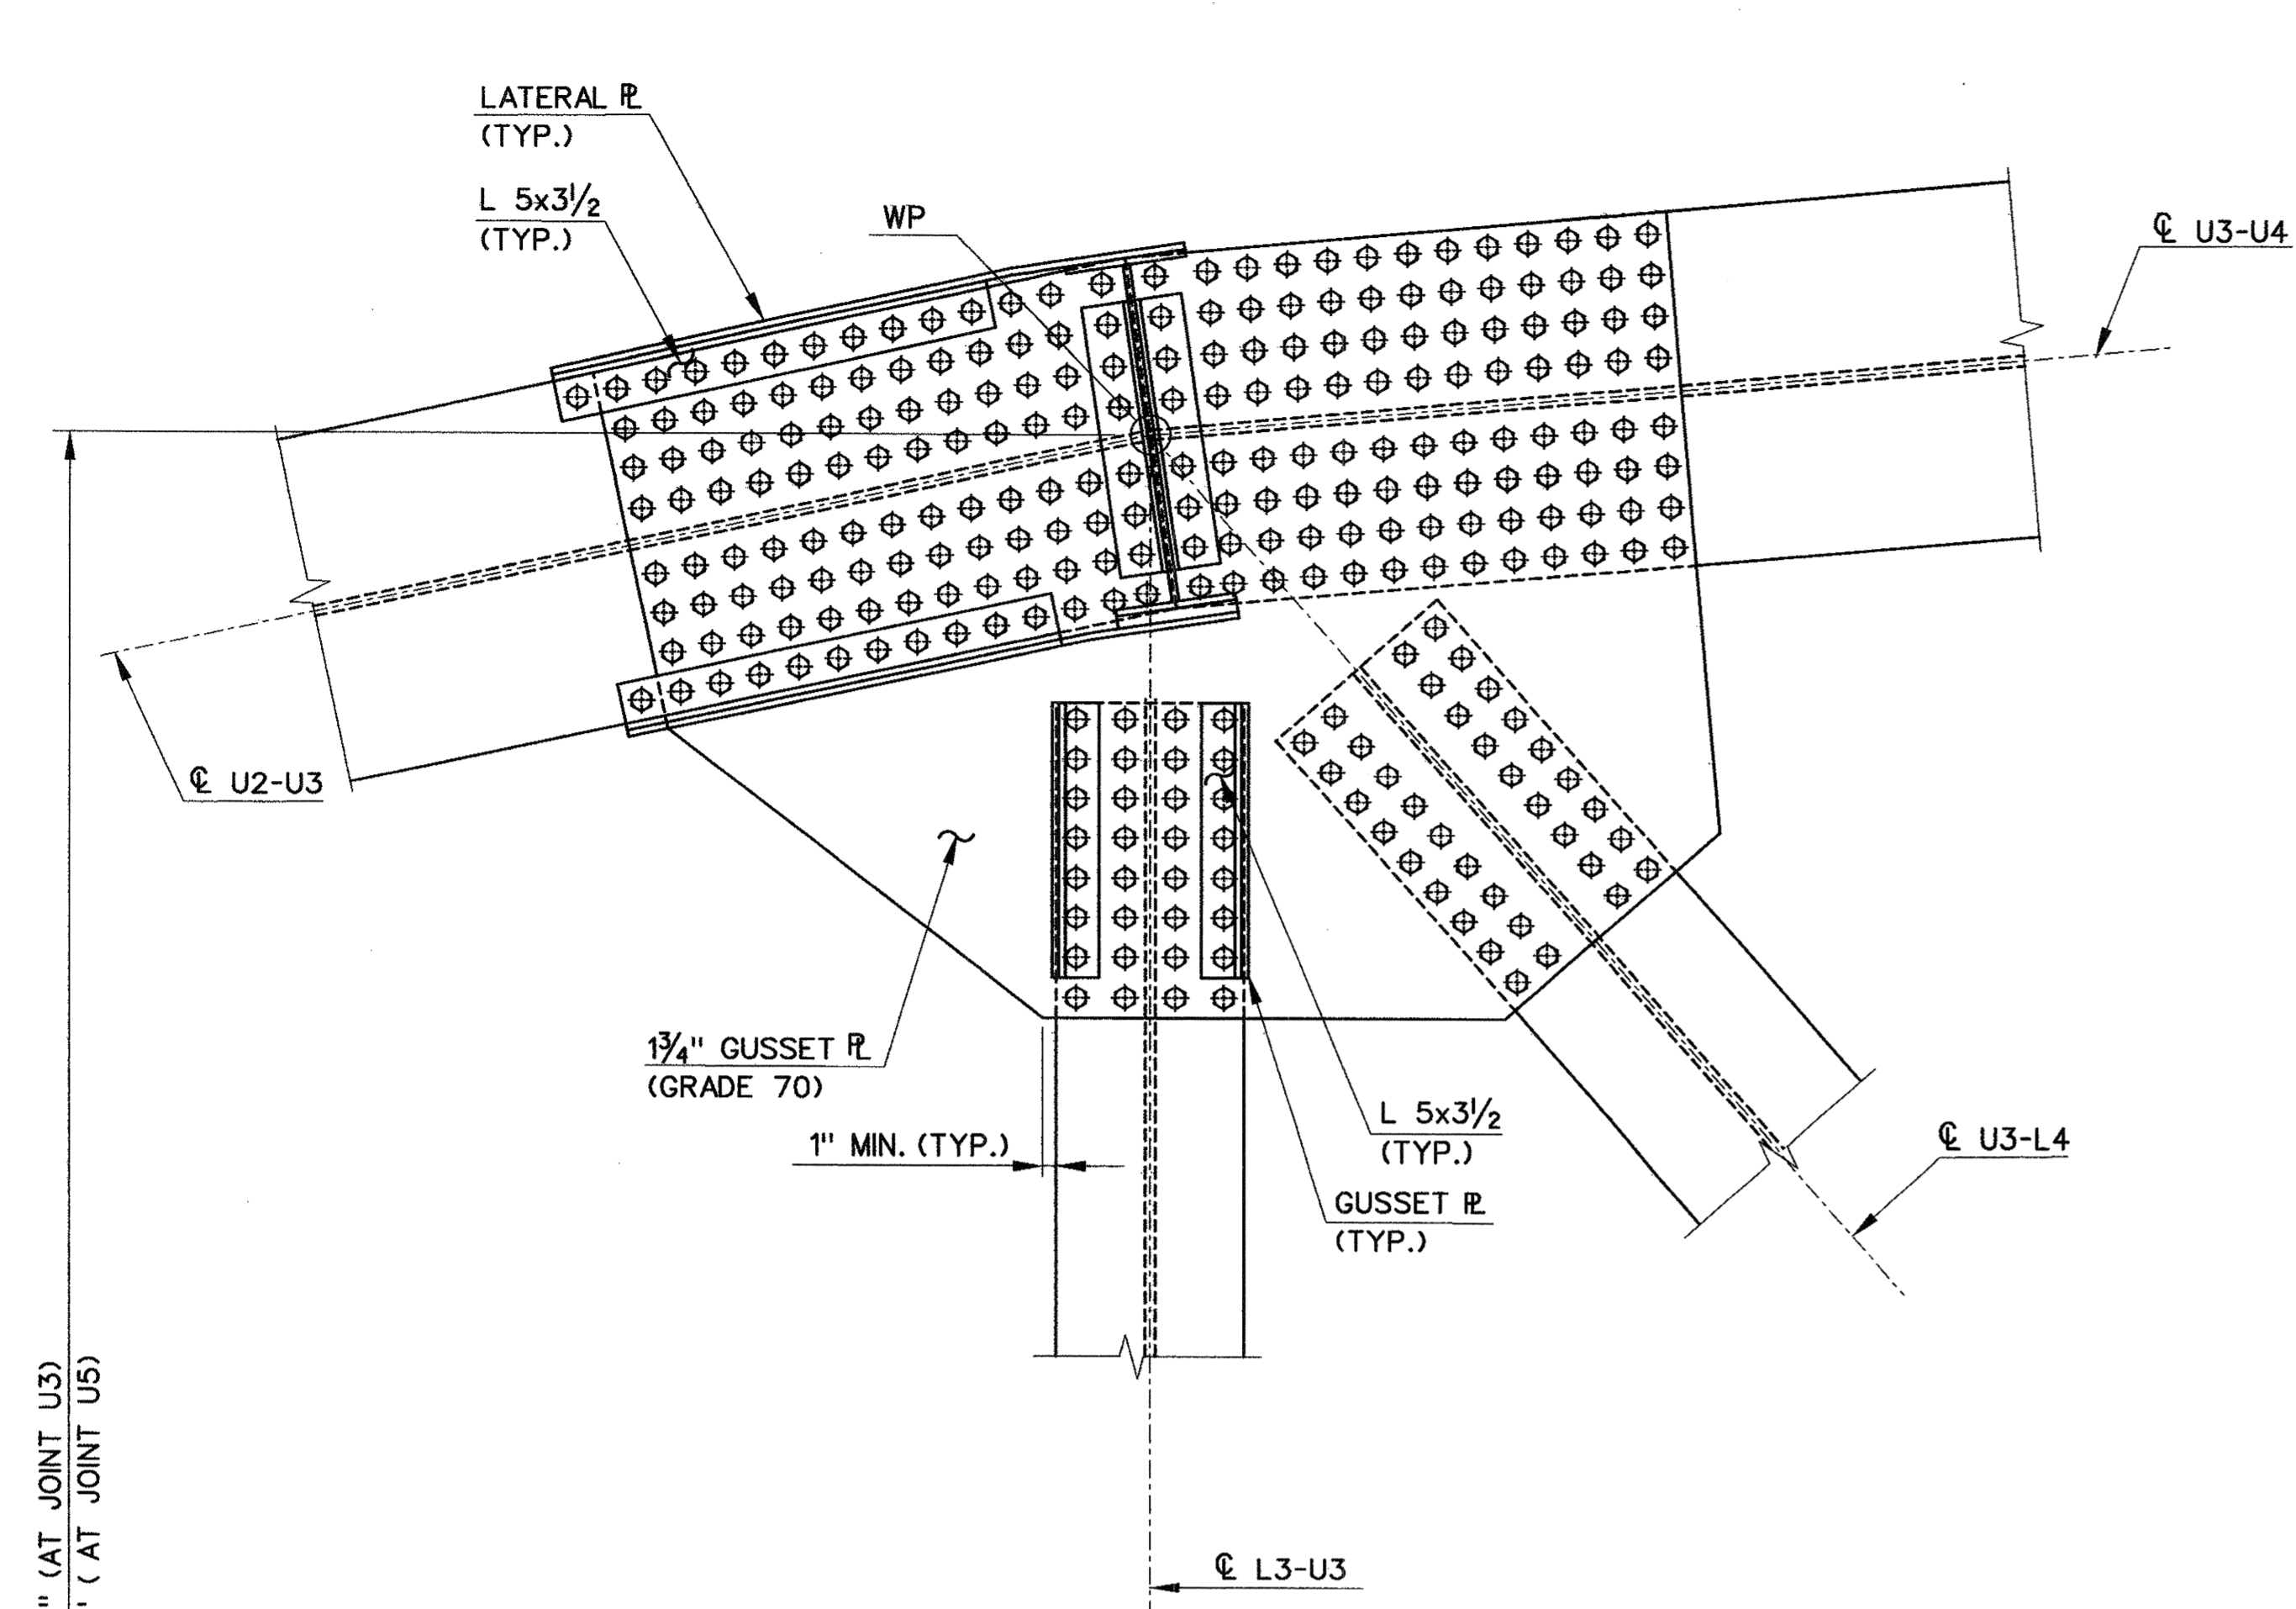 LATERAL ⅊
(TYP.)
L 5x3½
(TYP.)
WP
℄ U3-U4
℄ U2-U3
1¾" GUSSET ⅊
(GRADE 70)
1" MIN. (TYP.)
L 5x3½
(TYP.)
GUSSET ⅊
(TYP.)
℄ U3-L4
℄ L3-U3
" (AT JOINT U3)
' ( AT JOINT U5)